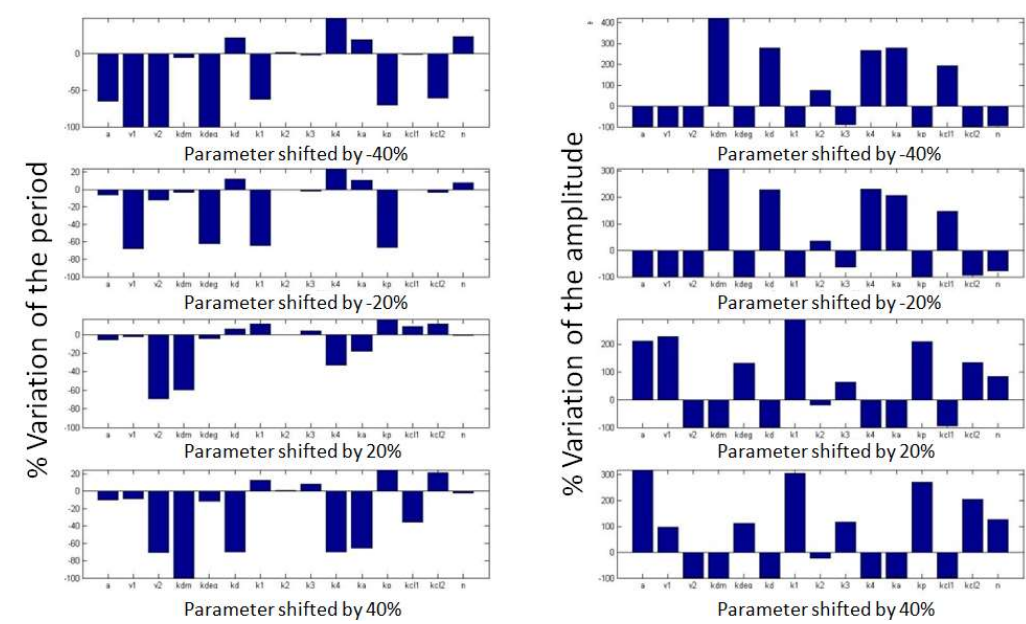 % Variation of the period
0
-50
-100
a v1 v2 kdm kdeg kd k1 k2 k3 k4 ka kp kcl1 kcl2 n
Parameter shifted by -40%
20
0
-20
-40
-60
-80
-100
a v1 v2 kdm kdeg kd k1 k2 k3 k4 ka kp kcl1 kcl2 n
Parameter shifted by -20%
0
-20
-40
-60
-80
a v1 v2 kdm kdeg kd k1 k2 k3 k4 ka kp kcl1 kcl2 n
Parameter shifted by 20%
20
0
-20
-40
-60
-80
-100
a v1 v2 kdm kdeg kd k1 k2 k3 k4 ka kp kcl1 kcl2 n
Parameter shifted by 40%
% Variation of the amplitude
400
300
200
100
0
-100
a v1 v2 kdm kdeg kd k1 k2 k3 k4 ka kp kcl1 kcl2 n
Parameter shifted by -40%
300
200
100
0
-100
a v1 v2 kdm kdeg kd k1 k2 k3 k4 ka kp kcl1 kcl2 n
Parameter shifted by -20%
200
100
0
-100
a v1 v2 kdm kdeg kd k1 k2 k3 k4 ka kp kcl1 kcl2 n
Parameter shifted by 20%
300
200
100
0
-100
a v1 v2 kdm kdeg kd k1 k2 k3 k4 ka kp kcl1 kcl2 n
Parameter shifted by 40%